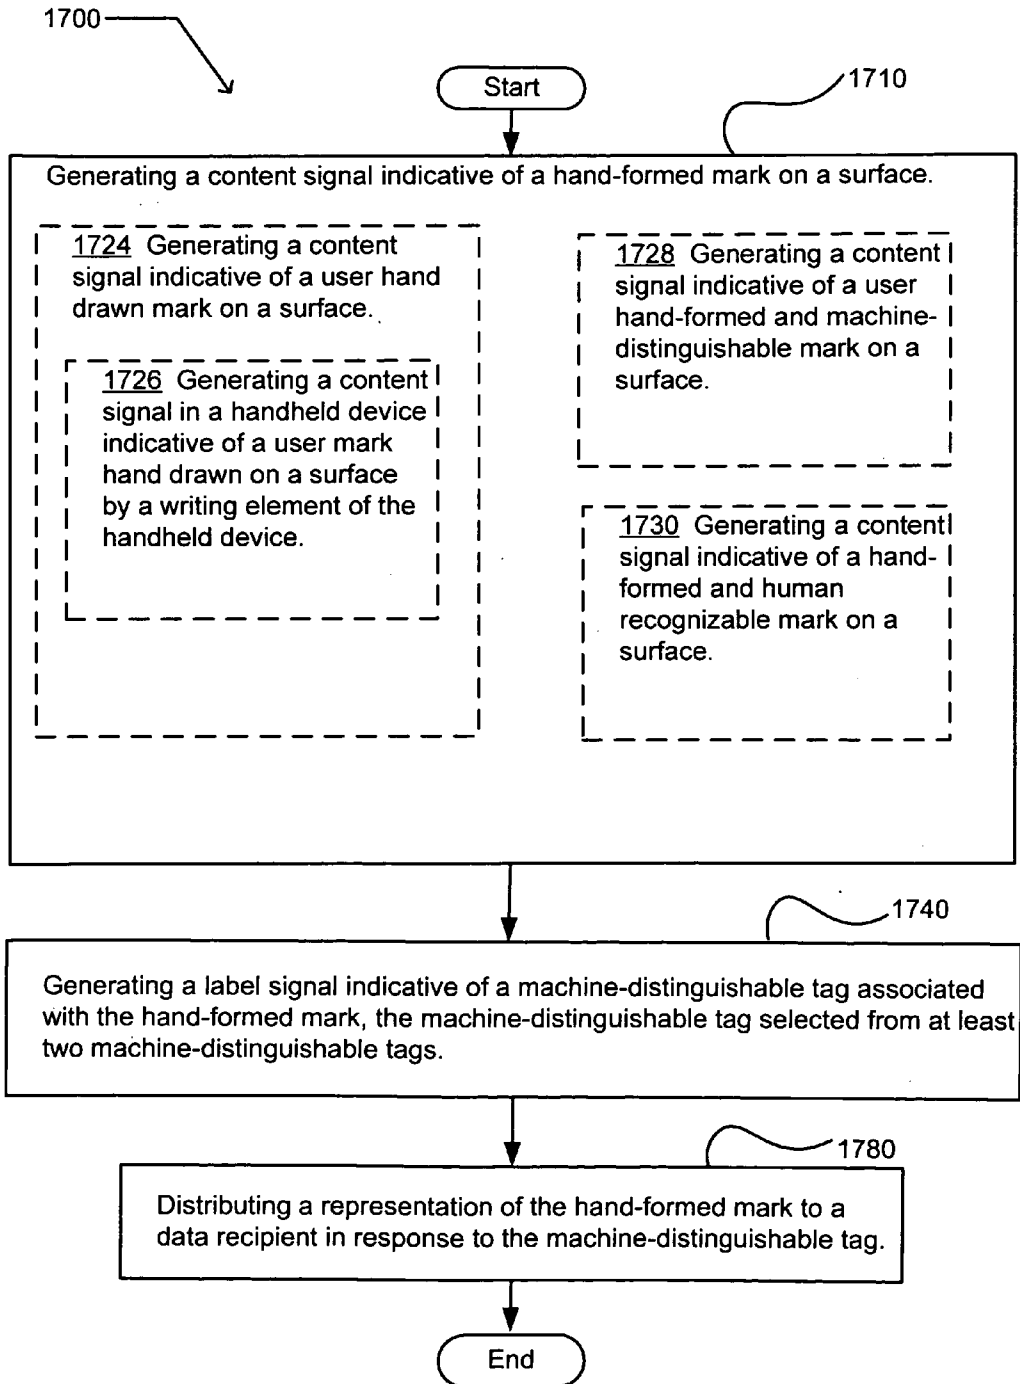 1700
Start
1710
Generating a content signal indicative of a hand-formed mark on a surface.
1724 Generating a content
signal indicative of a user hand
drawn mark on a surface.
1726 Generating a content
signal in a handheld device
indicative of a user mark
hand drawn on a surface
by a writing element of the
handheld device.
1728 Generating a content
signal indicative of a user
hand-formed and machine-
distinguishable mark on a
surface.
1730 Generating a content
signal indicative of a hand-
formed and human
recognizable mark on a
surface.
1740
Generating a label signal indicative of a machine-distinguishable tag associated
with the hand-formed mark, the machine-distinguishable tag selected from at least
two machine-distinguishable tags.
1780
Distributing a representation of the hand-formed mark to a
data recipient in response to the machine-distinguishable tag.
End